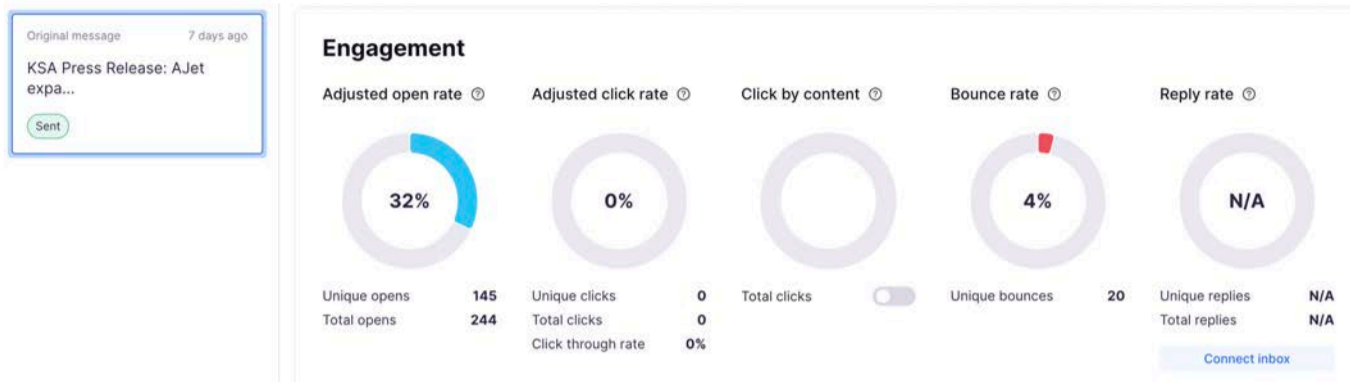 Original message 7 days ago
KSA Press Release: AJet
expa...
Sent
Engagement
Adjusted open rate Adjusted click rate Click by content Bounce rate Reply rate
32% 0% 4% N/A
Unique opens 145 Unique clicks 0 Total clicks Unique bounces 20 Unique replies N/A
Total opens 244 Total clicks 0 Total replies N/A
Click through rate 0%
Connect inbox